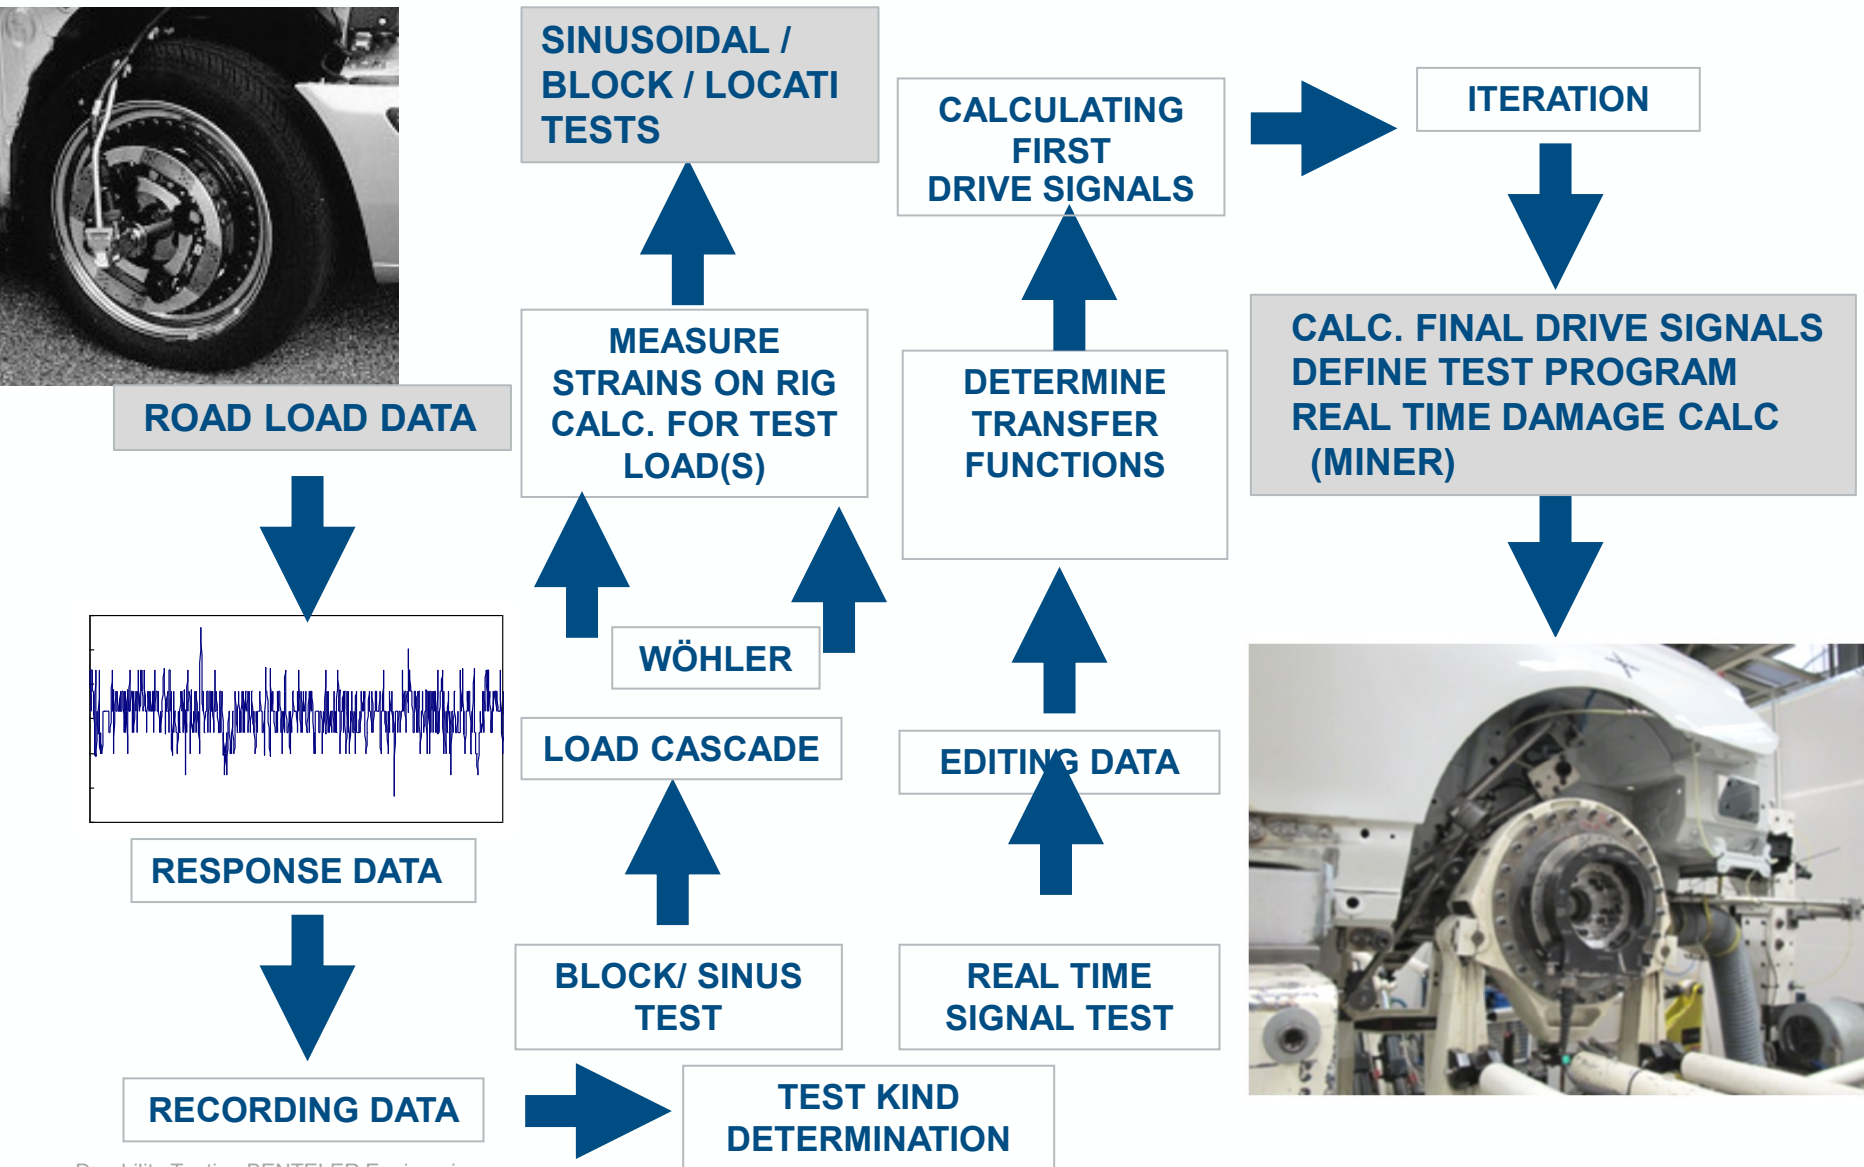 SINUSOIDAL /
BLOCK / LOCATI
TESTS
CALCULATING
FIRST
DRIVE SIGNALS
ITERATION
MEASURE
STRAINS ON RIG
CALC. FOR TEST
LOAD(S)
DETERMINE
TRANSFER
FUNCTIONS
CALC. FINAL DRIVE SIGNALS
DEFINE TEST PROGRAM
REAL TIME DAMAGE CALC
(MINER)
ROAD LOAD DATA
WÖHLER
LOAD CASCADE
EDITING DATA
RESPONSE DATA
BLOCK/ SINUS
TEST
REAL TIME
SIGNAL TEST
RECORDING DATA
TEST KIND
DETERMINATION